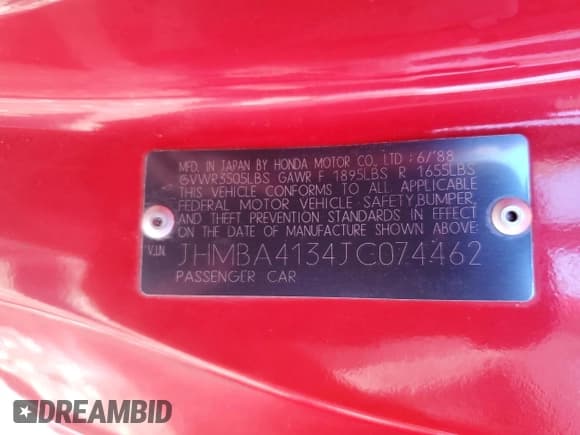 MFD. IN JAPAN BY HONDA MOTOR CO., LTD : 6/'88
GVWR3505LBS GAWR F 1895LBS R 1655LBS
THIS VEHICLE CONFORMS TO ALL APPLICABLE
FEDERAL MOTOR VEHICLE SAFETY,BUMPER,
AND THEFT PREVENTION STANDARDS IN EFFECT
ON THE DATE OF MANUFACTURE SHOWN ABOVE
V.I.N. JHMBA4134JC074462
PASSENGER CAR
DREAMBID